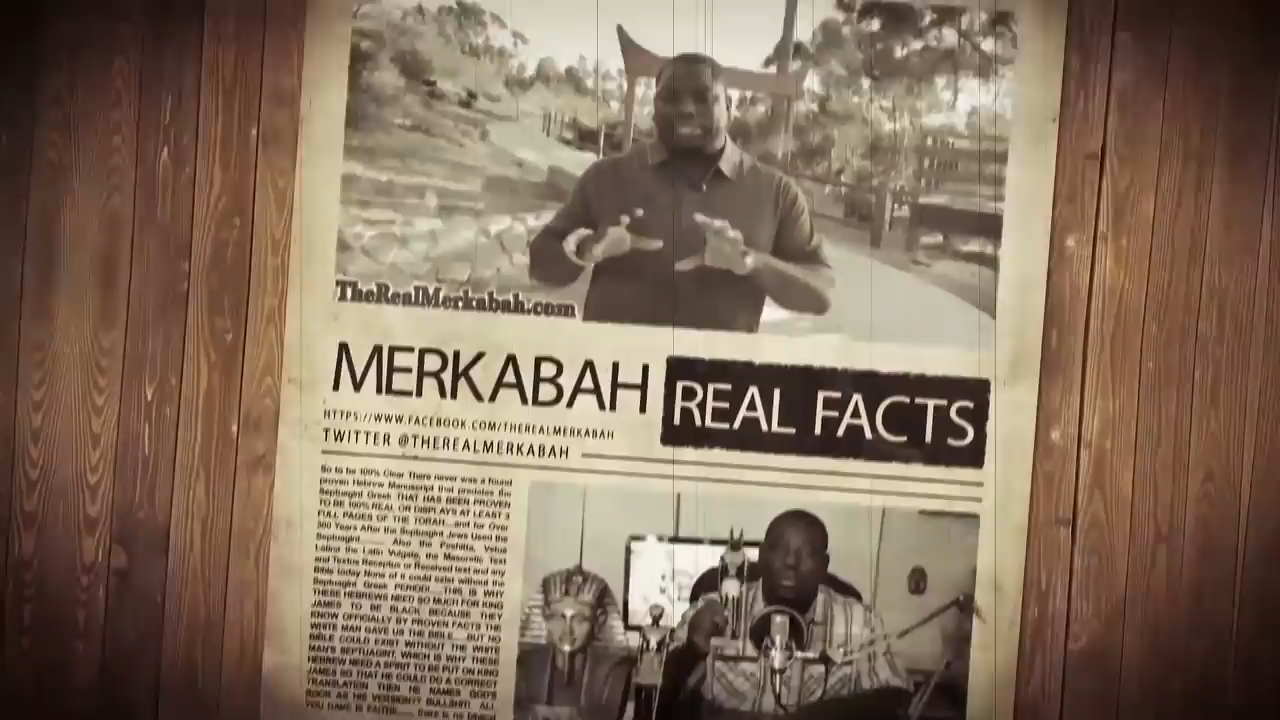 TheRealMerkabah.com
MERKABAH REAL FACTS
HTTPS://WWW.FACEBOOK.COM/THEREALMERKABAH
TWITTER @THEREALMERKABAH
So to be 100% Clear There never was a found
proven Hebrew Manuscript that predates the
Septuagint Greek THAT HAS BEEN PROVEN
TO BE 100% REAL OR DISPLAYS AT LEAST 3
FULL PAGES OF THE TORAH....and for Over
300 Years After the Septuagint Jews Used the
Septuagint......... Also the Peshitta, Vetus
Latina the Latin Vulgate, the Masoretic Text
and Textus Receptus or Received text and any
Bible today None of it could exist without the
Septuagint Greek PERIOD!.....THIS IS WHY
THESE HEBREWS NEED SO MUCH FOR KING
JAMES TO BE BLACK BECAUSE THEY
KNOW OFFICIALLY BY PROVEN FACTS THE
WHITE MAN GAVE US THE BIBLE....BUT NO
BIBLE COULD EXIST WITHOUT THE WHITE
MAN'S SEPTUAGINT, WHICH IS WHY THESE
HEBREW NEED A SPIRIT TO BE PUT ON KING
JAMES SO THAT HE COULD DO A CORRECT
TRANSLATION THEN HE NAMES GOD'S
BOOK AS HIS VERSION?? BULLSHIT! ALL
YOU HAVE IS FAITH!...... there is no biblical